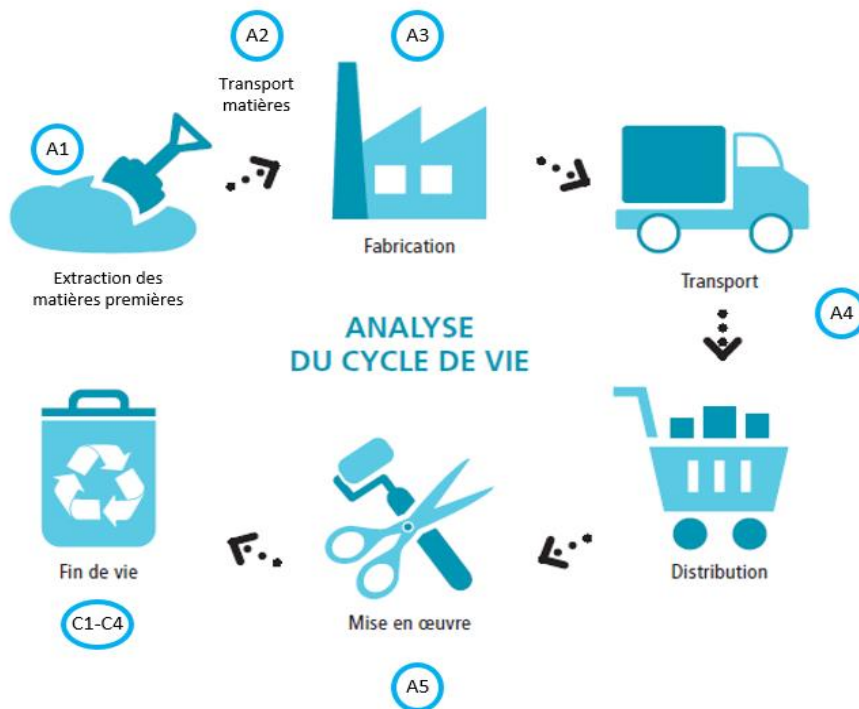 A2
A3
Transport
matières
A1
Fabrication
Extraction des
matières premières
Transport
A4
ANALYSE
DU CYCLE DE VIE
Fin de vie
Distribution
C1-C4
Mise en œuvre
A5